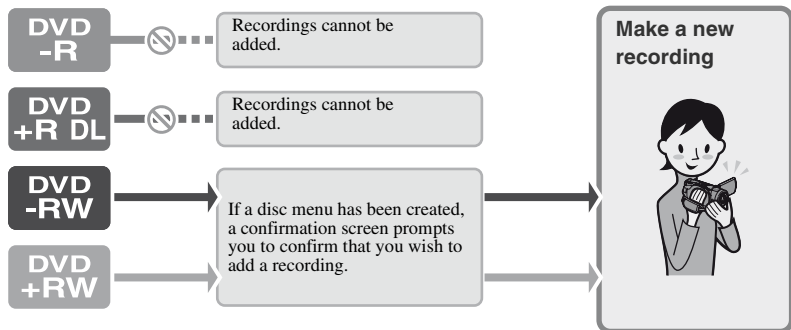 DVD
-R
Recordings cannot be
added.
DVD
+R DL
Recordings cannot be
added.
DVD
-RW
DVD
+RW
If a disc menu has been created,
a confirmation screen prompts
you to confirm that you wish to
add a recording.
Make a new
recording